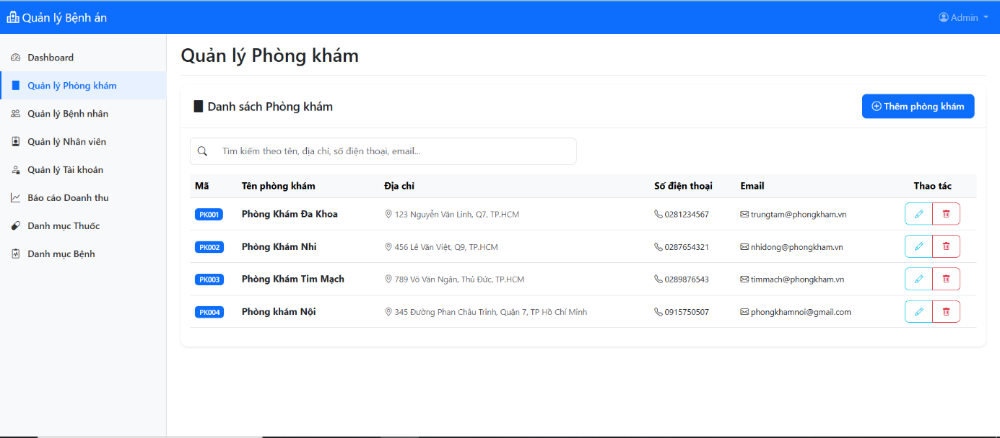 Quản lý Bệnh án
Admin
Dashboard
Quản lý Phòng khám
Quản lý Bệnh nhân
Quản lý Nhân viên
Quản lý Tài khoản
Báo cáo Doanh thu
Danh mục Thuốc
Danh mục Bệnh
Quản lý Phòng khám
Danh sách Phòng khám
Thêm phòng khám
Tìm kiếm theo tên, địa chỉ, số điện thoại, email...
Mã Tên phòng khám Địa chỉ Số điện thoại Email Thao tác
PK001 Phòng Khám Đa Khoa 123 Nguyễn Văn Linh, Q7, TP.HCM 0281234567 trungtam@phongkham.vn
PK002 Phòng Khám Nhi 456 Lê Văn Việt, Q9, TP.HCM 0287654321 nhidong@phongkham.vn
PK003 Phòng Khám Tim Mạch 789 Võ Văn Ngân, Thủ Đức, TP.HCM 0289876543 timmach@phongkham.vn
PK004 Phòng khám Nội 345 Đường Phan Châu Trinh, Quận 7, TP Hồ Chí Minh 0915750507 phongkhamnoi@gmail.com